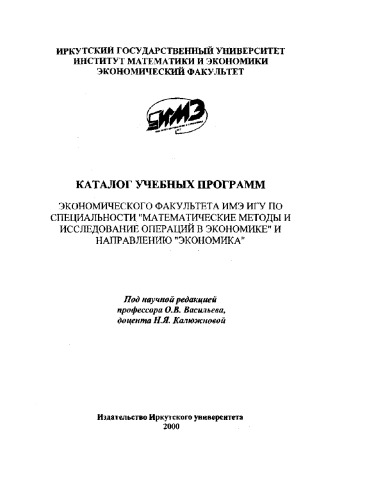 ИРКУТСКИЙ ГОСУДАРСТВЕННЫЙ УНИВЕРСИТЕТ
ИНСТИТУТ МАТЕМАТИКИ И ЭКОНОМИКИ
ЭКОНОМИЧЕСКИЙ ФАКУЛЬТЕТ
ИМЭ
КАТАЛОГ УЧЕБНЫХ ПРОГРАММ
ЭКОНОМИЧЕСКОГО ФАКУЛЬТЕТА ИМЭ ИГУ ПО
СПЕЦИАЛЬНОСТИ "МАТЕМАТИЧЕСКИЕ МЕТОДЫ И
ИССЛЕДОВАНИЕ ОПЕРАЦИЙ В ЭКОНОМИКЕ" И
НАПРАВЛЕНИЮ "ЭКОНОМИКА"
Под научной редакцией
профессора О.В. Васильева,
доцента Н.Я. Калюжновой
Издательство Иркутского университета
2000